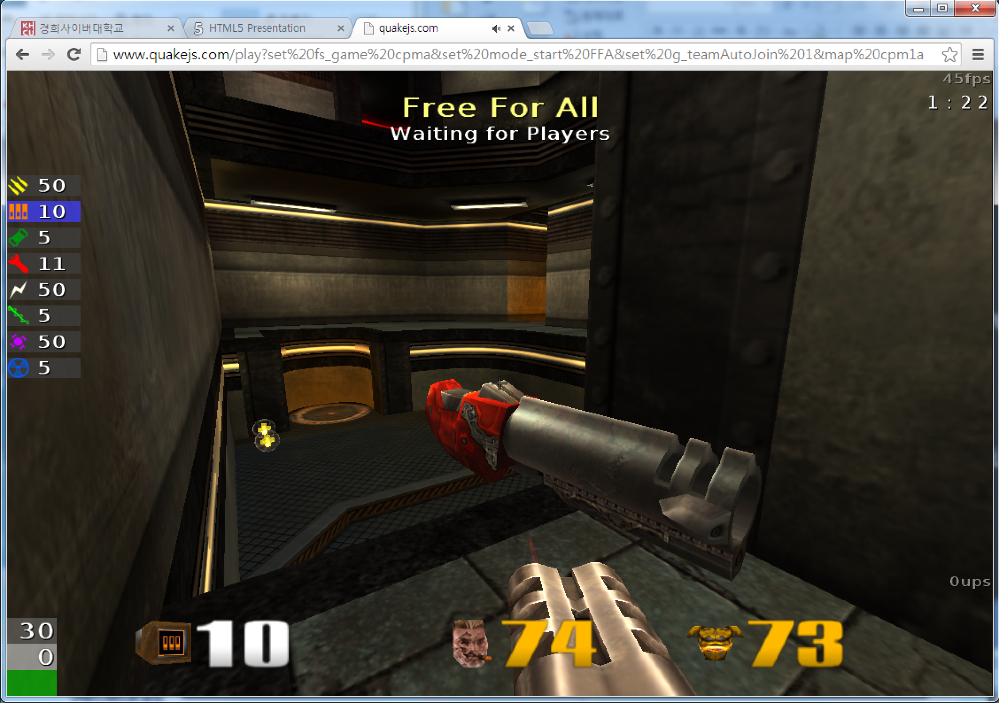 경희사이버대학교
HTML5 Presentation
quakejs.com
www.quakejs.com/play?set%20fs_game%20cpma&set%20mode_start%20FFA&set%20g_teamAutoJoin%201&map%20cpm1a
45fps
1:22
Free For All
Waiting for Players
50
10
5
11
50
5
50
5
0ups
30
0
10
74
73